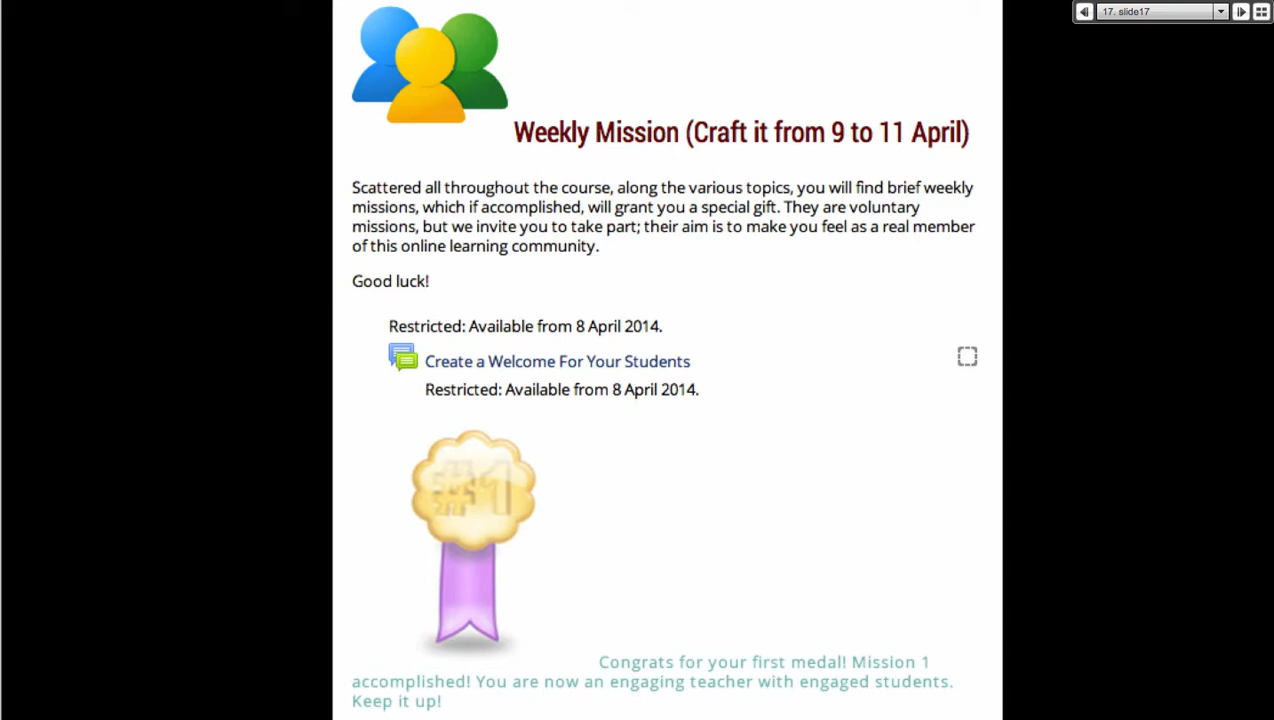 17. slide17
Weekly Mission (Craft it from 9 to 11 April)
Scattered all throughout the course, along the various topics, you will find brief weekly
missions, which if accomplished, will grant you a special gift. They are voluntary
missions, but we invite you to take part; their aim is to make you feel as a real member
of this online learning community.
Good luck!
Restricted: Available from 8 April 2014.
Create a Welcome For Your Students
Restricted: Available from 8 April 2014.
#1
Congrats for your first medal! Mission 1
accomplished! You are now an engaging teacher with engaged students.
Keep it up!